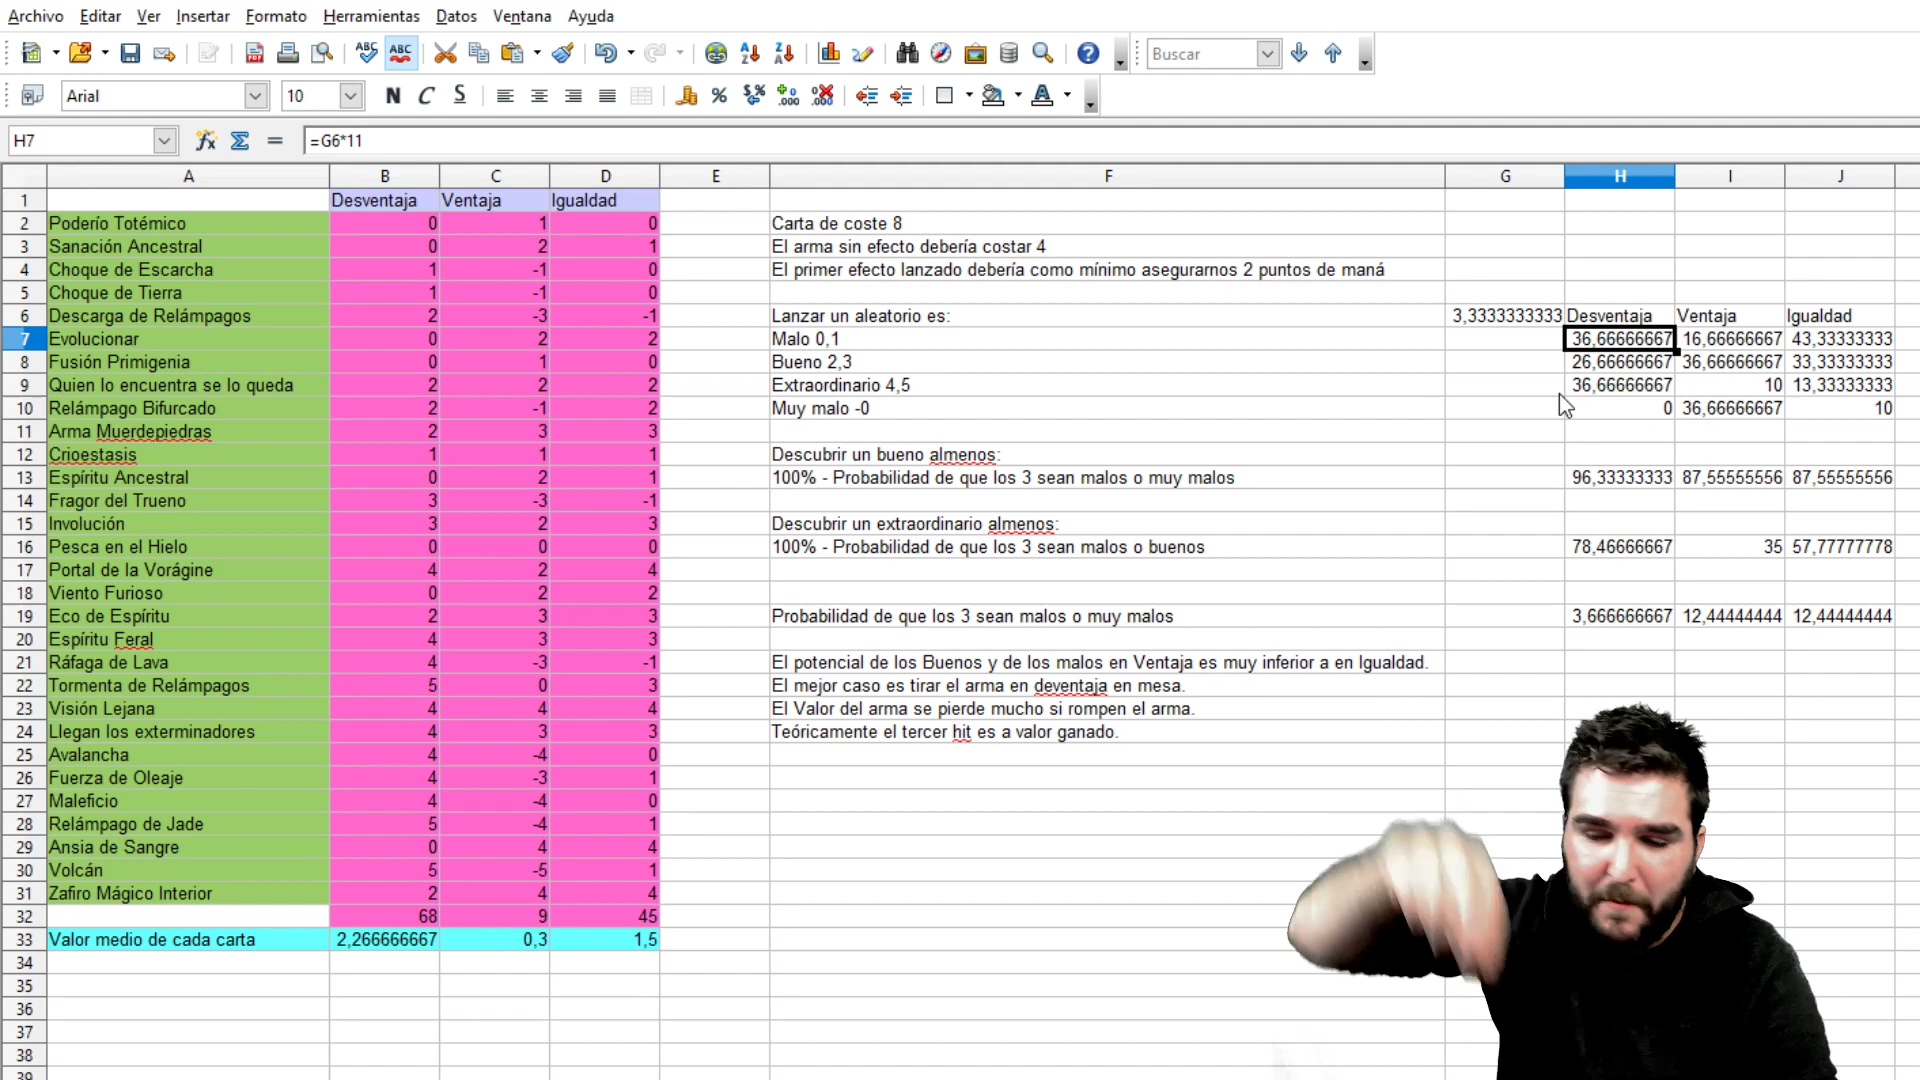 Archivo Editar Ver Insertar Formato Herramientas Datos Ventana Ayuda
Buscar
Arial 10 N C S
H7 =G6*11
A B C D E F G H I J
1 Desventaja Ventaja Igualdad
2 Poderío Totémico 0 1 0 Carta de coste 8
3 Sanación Ancestral 0 2 1 El arma sin efecto debería costar 4
4 Choque de Escarcha 1 -1 0 El primer efecto lanzado debería como mínimo asegurarnos 2 puntos de maná
5 Choque de Tierra 1 -1 0
6 Descarga de Relámpagos 2 -3 -1 Lanzar un aleatorio es: 3,3333333333 Desventaja Ventaja Igualdad
7 Evolucionar 0 2 2 Malo 0,1 36,66666667 16,66666667 43,33333333
8 Fusión Primigenia 0 1 0 Bueno 2,3 26,66666667 36,66666667 33,33333333
9 Quien lo encuentra se lo queda 2 2 2 Extraordinario 4,5 36,66666667 10 13,33333333
10 Relámpago Bifurcado 2 -1 2 Muy malo -0 0 36,66666667 10
11 Arma Muerdepiedras 2 3 3
12 Crioestasis 1 1 1 Descubrir un bueno almenos:
13 Espíritu Ancestral 0 2 1 100% - Probabilidad de que los 3 sean malos o muy malos 96,33333333 87,55555556 87,55555556
14 Fragor del Trueno 3 -3 -1
15 Involución 3 2 3 Descubrir un extraordinario almenos:
16 Pesca en el Hielo 0 0 0 100% - Probabilidad de que los 3 sean malos o buenos 78,46666667 35 57,77777778
17 Portal de la Vorágine 4 2 4
18 Viento Furioso 0 2 2
19 Eco de Espíritu 2 3 3 Probabilidad de que los 3 sean malos o muy malos 3,666666667 12,44444444 12,44444444
20 Espíritu Feral 4 3 3
21 Ráfaga de Lava 4 -3 -1 El potencial de los Buenos y de los malos en Ventaja es muy inferior a en Igualdad.
22 Tormenta de Relámpagos 5 0 3 El mejor caso es tirar el arma en deventaja en mesa.
23 Visión Lejana 4 4 4 El Valor del arma se pierde mucho si rompen el arma.
24 Llegan los exterminadores 4 3 3 Teóricamente el tercer hit es a valor ganado.
25 Avalancha 4 -4 0
26 Fuerza de Oleaje 4 -3 1
27 Maleficio 4 -4 0
28 Relámpago de Jade 5 -4 1
29 Ansia de Sangre 0 4 4
30 Volcán 5 -5 1
31 Zafiro Mágico Interior 2 4 4
32 68 9 45
33 Valor medio de cada carta 2,266666667 0,3 1,5
34
35
36
37
38
39